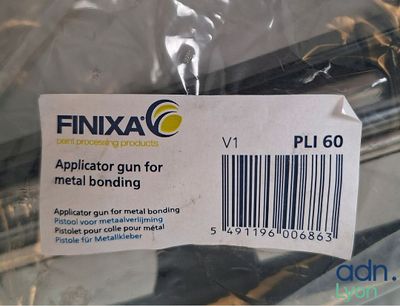 FINIXA
paint processing products
V1 PLI 60
Applicator gun for
metal bonding
Applicator gun for metal bonding
Pistool voor metaalverlijming
Pistolet pour colle pour métal
Pistole für Metallkleber
5 491196 006863
adn.
Lyon